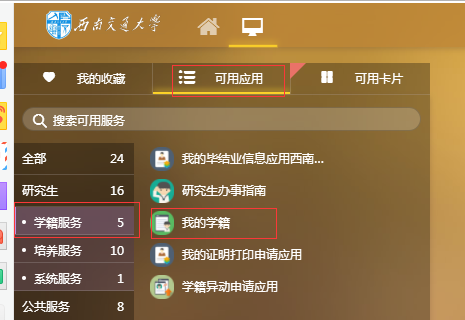 西南交通大学
我的收藏 可用应用 可用卡片
搜索可用服务
全部 24
我的毕结业信息应用西南...
研究生 16
研究生办事指南
学籍服务 5
我的学籍
培养服务 10
我的证明打印申请应用
系统服务 1
学籍异动申请应用
公共服务 8